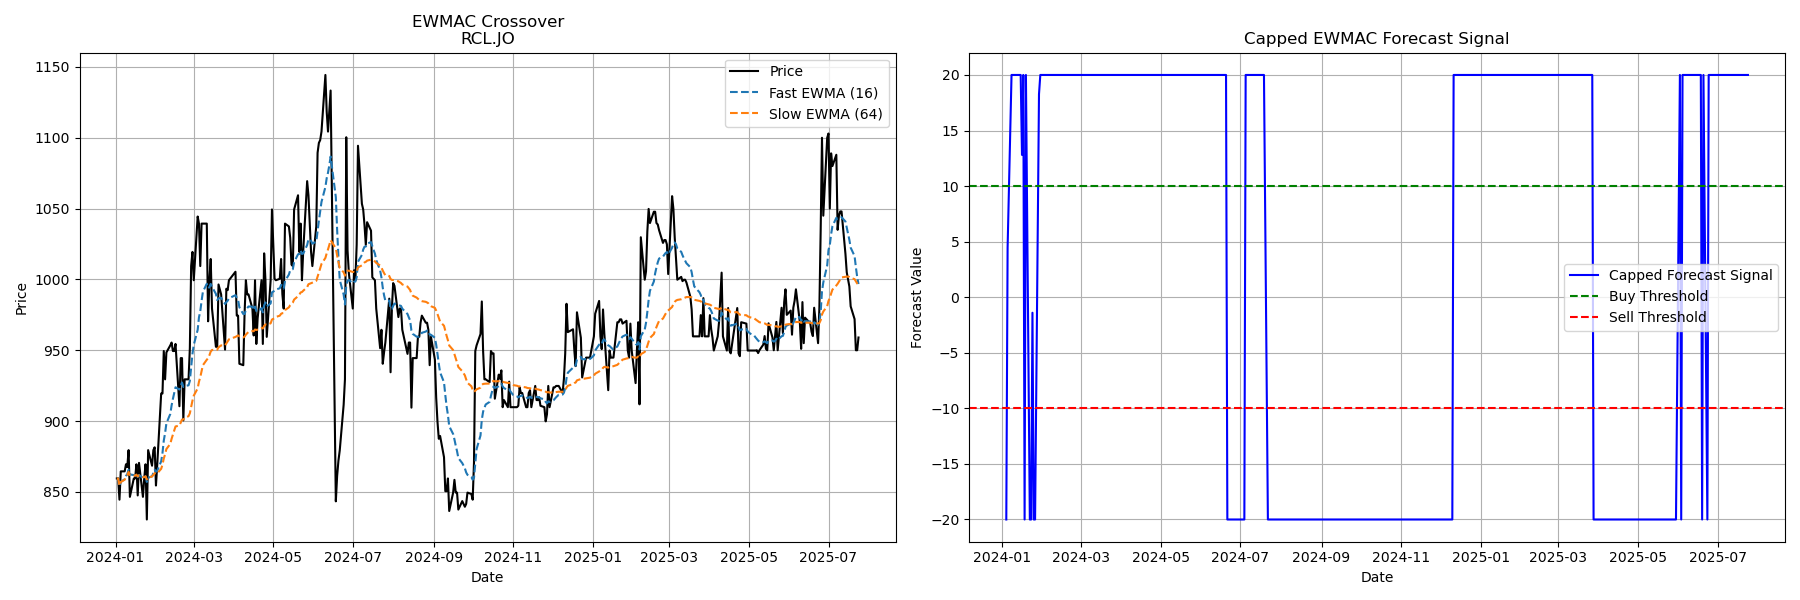 EWMAC Crossover
RCL.JO
Price
Fast EWMA (16)
Slow EWMA (64)
1150
1100
1050
1000
950
900
850
Price
2024-01
2024-03
2024-05
2024-07
2024-09
2024-11
2025-01
2025-03
2025-05
2025-07
Date
Capped EWMAC Forecast Signal
20
15
10
5
0
−5
−10
−15
−20
Forecast Value
Capped Forecast Signal
Buy Threshold
Sell Threshold
2024-01
2024-03
2024-05
2024-07
2024-09
2024-11
2025-01
2025-03
2025-05
2025-07
Date